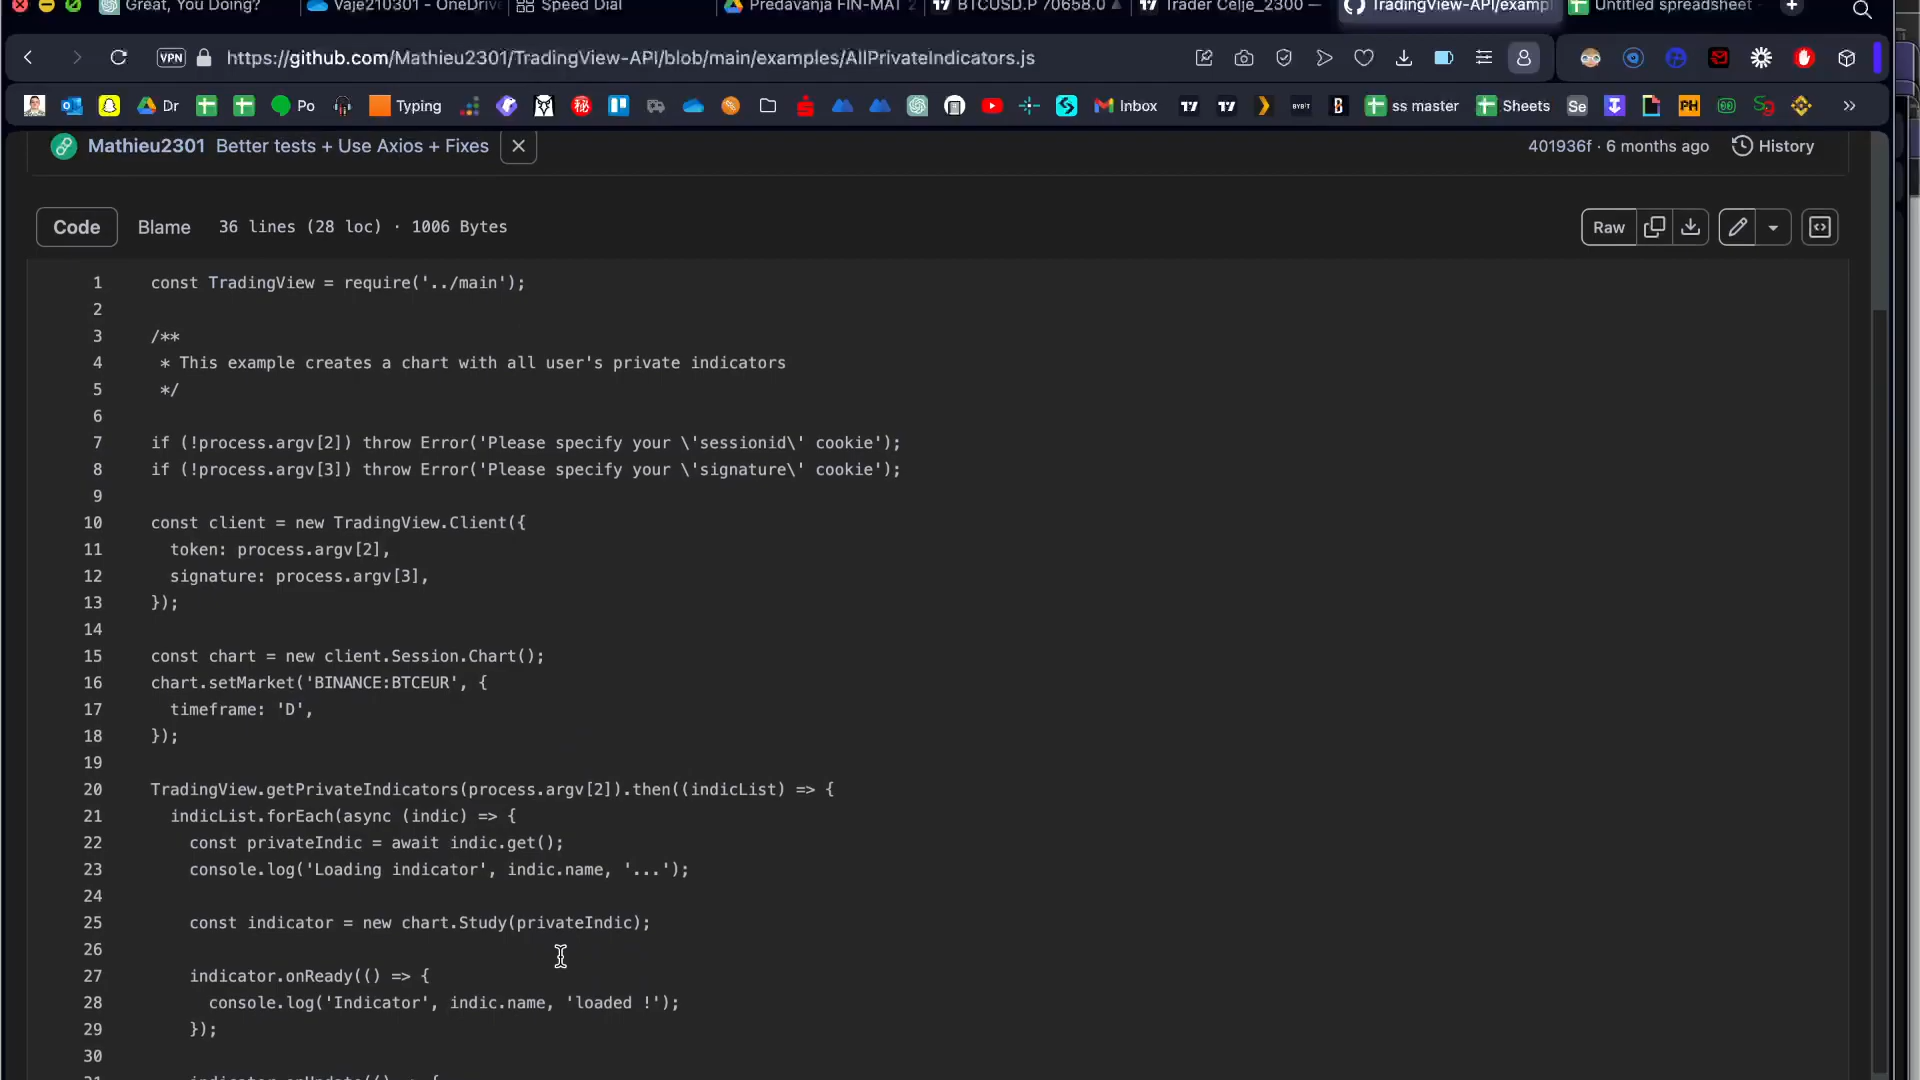 Great, You Doing?
Vaje210301 - OneDrive
Speed Dial
Predavanja FIN-MAT 2
BTCUSD.P 70658.0
Trader Celje_2300 —
TradingView-API/exampl
Untitled spreadsheet
VPN
https://github.com/Mathieu2301/TradingView-API/blob/main/examples/AllPrivateIndicators.js
Dr
Po
Typing
Inbox
ss master
Sheets
Se
PH
Mathieu2301 Better tests + Use Axios + Fixes
401936f · 6 months ago
History
Code
Blame
36 lines (28 loc) · 1006 Bytes
Raw
1 const TradingView = require('../main');
2
3 /**
4 * This example creates a chart with all user's private indicators
5 */
6
7 if (!process.argv[2]) throw Error('Please specify your \'sessionid\' cookie');
8 if (!process.argv[3]) throw Error('Please specify your \'signature\' cookie');
9
10 const client = new TradingView.Client({
11 token: process.argv[2],
12 signature: process.argv[3],
13 });
14
15 const chart = new client.Session.Chart();
16 chart.setMarket('BINANCE:BTCEUR', {
17 timeframe: 'D',
18 });
19
20 TradingView.getPrivateIndicators(process.argv[2]).then((indicList) => {
21 indicList.forEach(async (indic) => {
22 const privateIndic = await indic.get();
23 console.log('Loading indicator', indic.name, '...');
24
25 const indicator = new chart.Study(privateIndic);
26
27 indicator.onReady(() => {
28 console.log('Indicator', indic.name, 'loaded !');
29 });
30